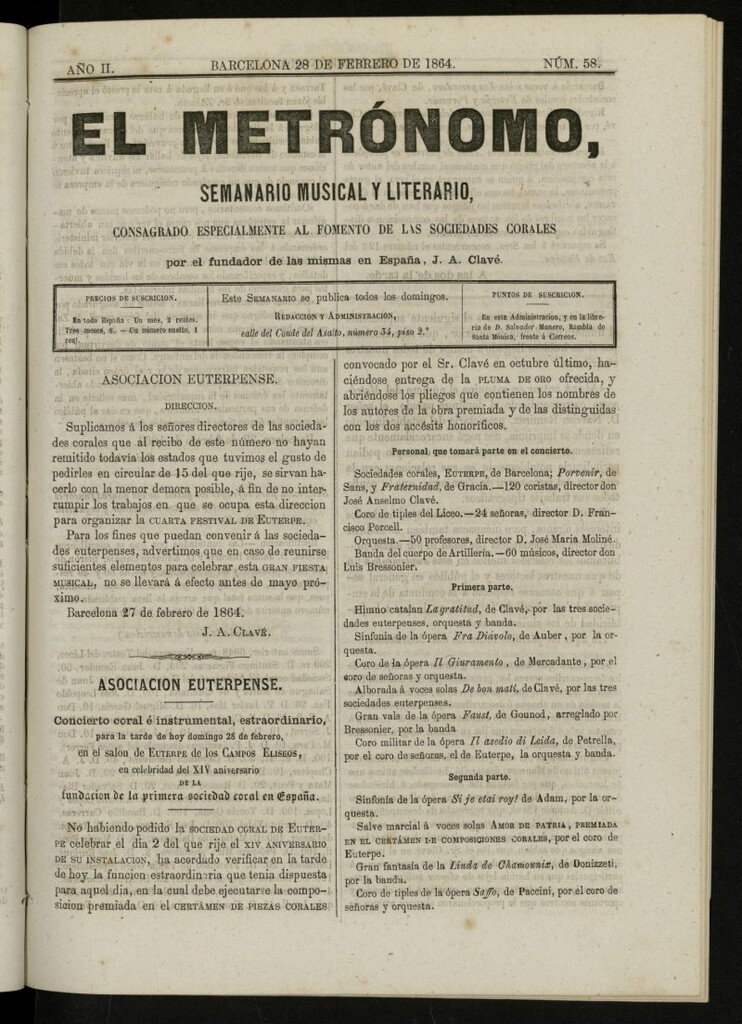 AÑO II.
BARCELONA 28 DE FEBRERO DE 1864.
NÚM. 58.
EL METRÓNOMO,
SEMANARIO MUSICAL Y LITERARIO,
CONSAGRADO ESPECIALMENTE AL FOMENTO DE LAS SOCIEDADES CORALES
por el fundador de las mismas en España, J. A. Clavé.
PRECIOS DE SUSCRICION.
En toda España: Un mes, 3 reales.
Tres meses, 8. — Un número suelto, 1
real.
Este SEMANARIO se publica todos los domingos.
REDACCION Y ADMINISTRACION,
calle del Conde del Asalto, número 34, piso 2.º
PUNTOS DE SUSCRICION.
En esta Administracion, y en la libre-
ría de D. Salvador Manero, Rambla de
Santa Mónica, frente á Correos.
ASOCIACION EUTERPENSE.
DIRECCION.
Suplicamos á los señores directores de las socieda-
des corales que al recibo de este número no hayan
remitido todavía los estados que tuvimos el gusto de
pedirles en circular de 15 del que rije, se sirvan ha-
cerlo con la menor demora posible, á fin de no inter-
rumpir los trabajos en que se ocupa esta direccion
para organizar la CUARTA FESTIVAL DE EUTERPE.
Para los fines que puedan convenir á las socieda-
des euterpenses, advertimos que en caso de reunirse
suficientes elementos para celebrar esta GRAN FIESTA
MUSICAL, no se llevará á efecto antes de mayo pró-
ximo.
Barcelona 27 de febrero de 1864.
J. A. CLAVÉ.
ASOCIACION EUTERPENSE.
Concierto coral é instrumental, estraordinario,
para la tarde de hoy domingo 28 de febrero,
en el salon de EUTERPE de los CAMPOS ELISEOS,
en celebridad del XIV aniversario
DE LA
fundacion de la primera sociedad coral en España.
No habiendo podido la SOCIEDAD CORAL DE EUTER-
PE celebrar el dia 2 del que rije el XIV ANIVERSARIO
DE SU INSTALACION, ha acordado verificar en la tarde
de hoy la funcion estraordinaria que tenia dispuesta
para aquel dia, en la cual debe ejecutarse la compo-
sicion premiada en el CERTÁMEN DE PIEZAS CORALES
convocado por el Sr. Clavé en octubre último, ha-
ciéndose entrega de la PLUMA DE ORO ofrecida, y
abriéndose los pliegos que contienen los nombres de
los autores de la obra premiada y de las distinguidas
con los dos accésits honoríficos.
Personal que tomará parte en el concierto.
Sociedades corales, EUTERPE, de Barcelona; Porvenir, de
Sans, y Fraternidad, de Gracia.—120 coristas, director don
José Anselmo Clavé.
Coro de tiples del Liceo.—24 señoras, director D. Fran-
cisco Porcell.
Orquesta.—50 profesores, director D. José Maria Moliné.
Banda del cuerpo de Artillería.—60 músicos, director don
Luis Bressonier.
Primera parte.
Himno catalan La gratitud, de Clavé, por las tres socie-
dades euterpenses, orquesta y banda.
Sinfonía de la ópera Fra Diávolo, de Auber, por la or-
questa.
Coro de la ópera Il Giuramento, de Mercadante, por el
coro de señoras y orquesta.
Alborada á voces solas De bon matí, de Clavé, por las tres
sociedades euterpenses.
Gran vals de la ópera Faust, de Gounod, arreglado por
Bressonier, por la banda
Coro militar de la ópera Il asedio di Leida, de Petrella,
por el coro de señoras, el de Euterpe, la orquesta y banda.
Segunda parte.
Sinfonía de la ópera Si je etai roy! de Adam, por la or-
questa.
Salve marcial á voces solas AMOR DE PATRIA, PREMIADA
EN EL CERTÁMEN DE COMPOSICIONES CORALES, por el coro de
Euterpe.
Gran fantasía de la Linda de Chamounix, de Donizzeti,
por la banda.
Coro de tiples de la ópera Saffo, de Paccini, por el coro de
señoras y orquesta.